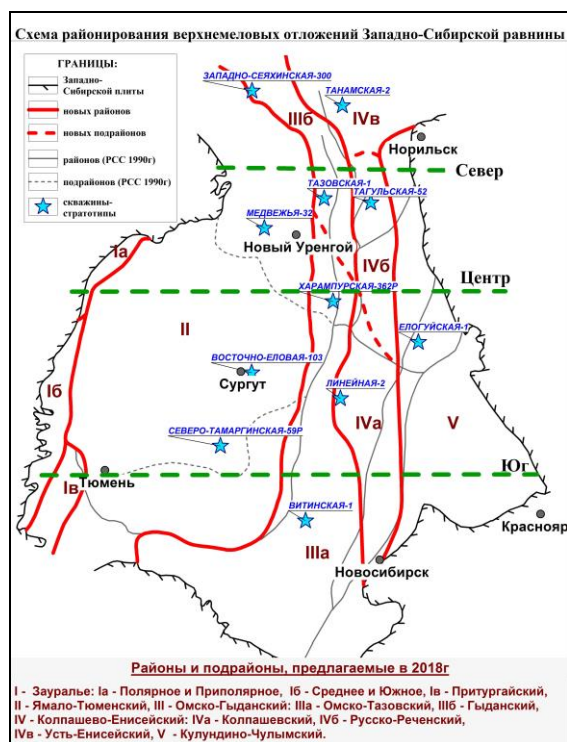 Схема районирования верхнемеловых отложений Западно-Сибирской равнины
ГРАНИЦЫ:
Западно-
Сибирской плиты
новых районов
новых подрайонов
районов (РСС 1990г)
подрайонов (РСС 1990г)
скважины-
стратотипы
ЗАПАДНО-СЕЯХИНСКАЯ-300
ТАНАМСКАЯ-2
IIIб
IVв
Норильск
Север
ТАЗОВСКАЯ-1
ТАГУЛЬСКАЯ-52
МЕДВЕЖЬЯ-32
Новый Уренгой
Iа
IVб
Центр
ХАРАМПУРСКАЯ-362Р
II
ЕЛОГУЙСКАЯ-1
ВОСТОЧНО-ЕЛОВАЯ-103
Iб
Сургут
ЛИНЕЙНАЯ-2
СЕВЕРО-ТАМАРГИНСКАЯ-59Р
IVа
V
Юг
Тюмень
Iв
ВИТИНСКАЯ-1
Краснояр
IIIа
Новосибирск
Районы и подрайоны, предлагаемые в 2018г
I - Зауралье: Iа - Полярное и Приполярное, Iб - Среднее и Южное, Iв - Притургайский,
II - Ямало-Тюменский, III - Омско-Гыданский: IIIа - Омско-Тазовский, IIIб - Гыданский,
IV - Колпашево-Енисейский: IVа - Колпашевский, IVб - Русско-Реченский,
IVв - Усть-Енисейский, V - Кулундино-Чулымский.